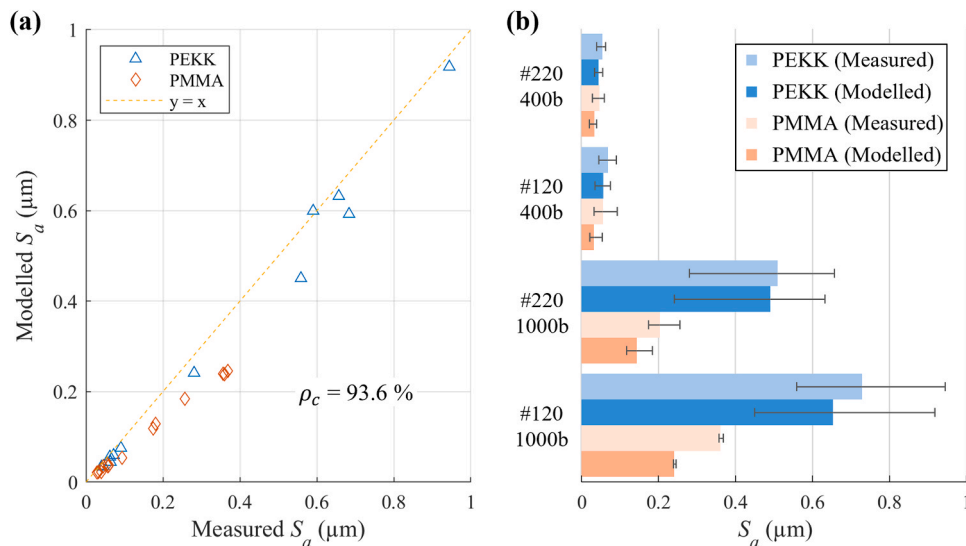 (a)
1
0.8
0.6
0.4
0.2
0
0
0.2
0.4
0.6
0.8
1
Modelled Sₐ (μm)
Measured Sₐ (μm)
PEKK
PMMA
y = x
ρ_c = 93.6 %
(b)
#220
400b
#120
400b
#220
1000b
#120
1000b
PEKK (Measured)
PEKK (Modelled)
PMMA (Measured)
PMMA (Modelled)
0
0.2
0.4
0.6
0.8
1
Sₐ (μm)